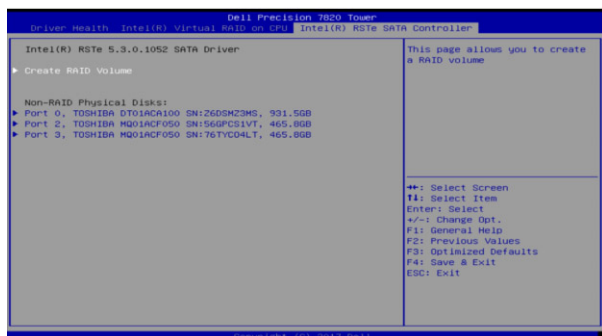 Dell Precision 7820 Tower
Driver Health Intel(R) Virtual RAID on CPU Intel(R) RSTe SATA Controller
Intel(R) RSTe 5.3.0.1052 SATA Driver
Create RAID Volume
Non-RAID Physical Disks:
Port 0, TOSHIBA DT01ACA100 SN:Z6DSMZ3MS, 931.5GB
Port 2, TOSHIBA MQ01ACF050 SN:566PCS1VT, 465.8GB
Port 3, TOSHIBA MQ01ACF050 SN:76TYCD4LT, 465.8GB
This page allows you to create
a RAID volume
→←: Select Screen
↑↓: Select Item
Enter: Select
+/-: Change Opt.
F1: General Help
F2: Previous Values
F3: Optimized Defaults
F4: Save & Exit
ESC: Exit